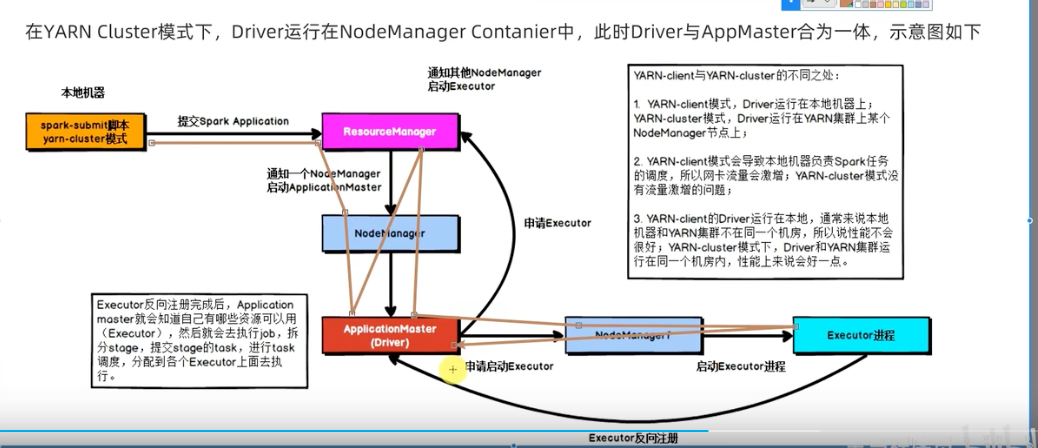 在YARN Cluster模式下，Driver运行在NodeManager Contanier中，此时Driver与AppMaster合为一体，示意图如下
通知其他NodeManager
启动Executor
本地机器
spark-submit脚本
yarn-cluster模式
提交Spark Application
ResourceManager
通知一个NodeManager
启动ApplicationMaster
NodeManager
申请Executor
YARN-client与YARN-cluster的不同之处：
1. YARN-client模式，Driver运行在本地机器上；
YARN-cluster模式，Driver运行在YARN集群上某个
NodeManager节点上；
2. YARN-client模式会导致本地机器负责Spark任务
的调度，所以网卡流量会激增；YARN-cluster模式没
有流量激增的问题；
3. YARN-client的Driver运行在本地，通常来说本地
机器和YARN集群不在同一个机房，所以说性能不会
很好；YARN-cluster模式下，Driver和YARN集群运
行在同一个机房内，性能上来说会好一点。
Executor反向注册完成后，Application
master就会知道自己有哪些资源可以用
（Executor），然后就会去执行job，拆
分stage，提交stage的task，进行task
调度，分配到各个Executor上面去执
行。
ApplicationMaster
(Driver)
NodeManager1
Executor进程
申请启动Executor
启动Executor进程
Executor反向注册